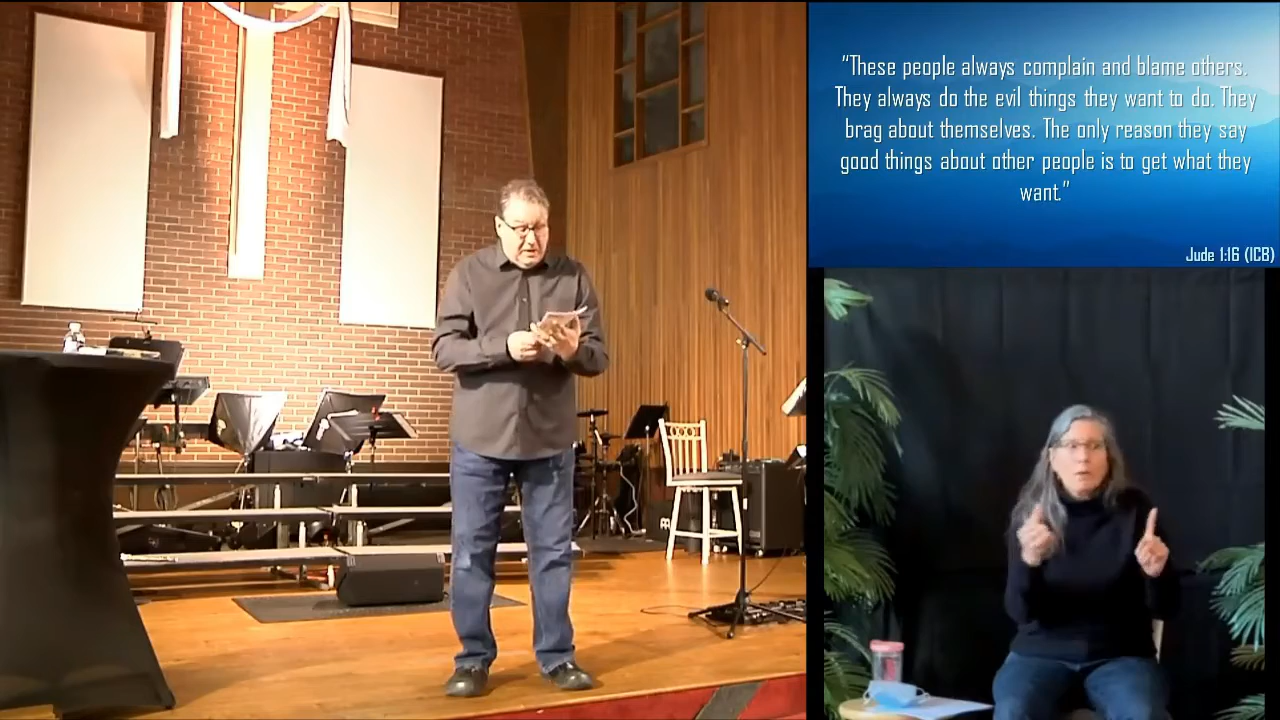 “These people always complain and blame others.
They always do the evil things they want to do. They
brag about themselves. The only reason they say
good things about other people is to get what they
want.”
Jude 1:16 (ICB)